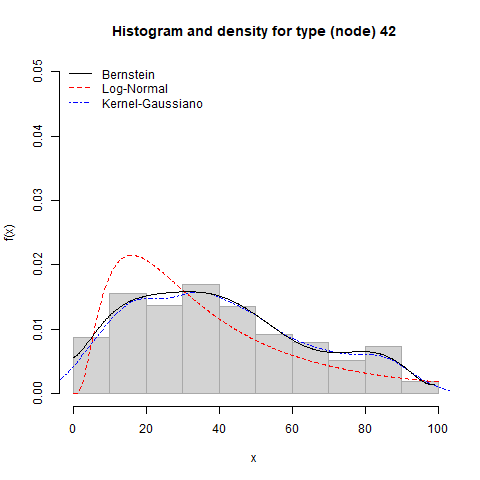 Histogram and density for type (node) 42
Bernstein
Log-Normal
Kernel-Gaussiano
f(x)
0.05
0.04
0.03
0.02
0.01
0.00
0 20 40 60 80 100
x